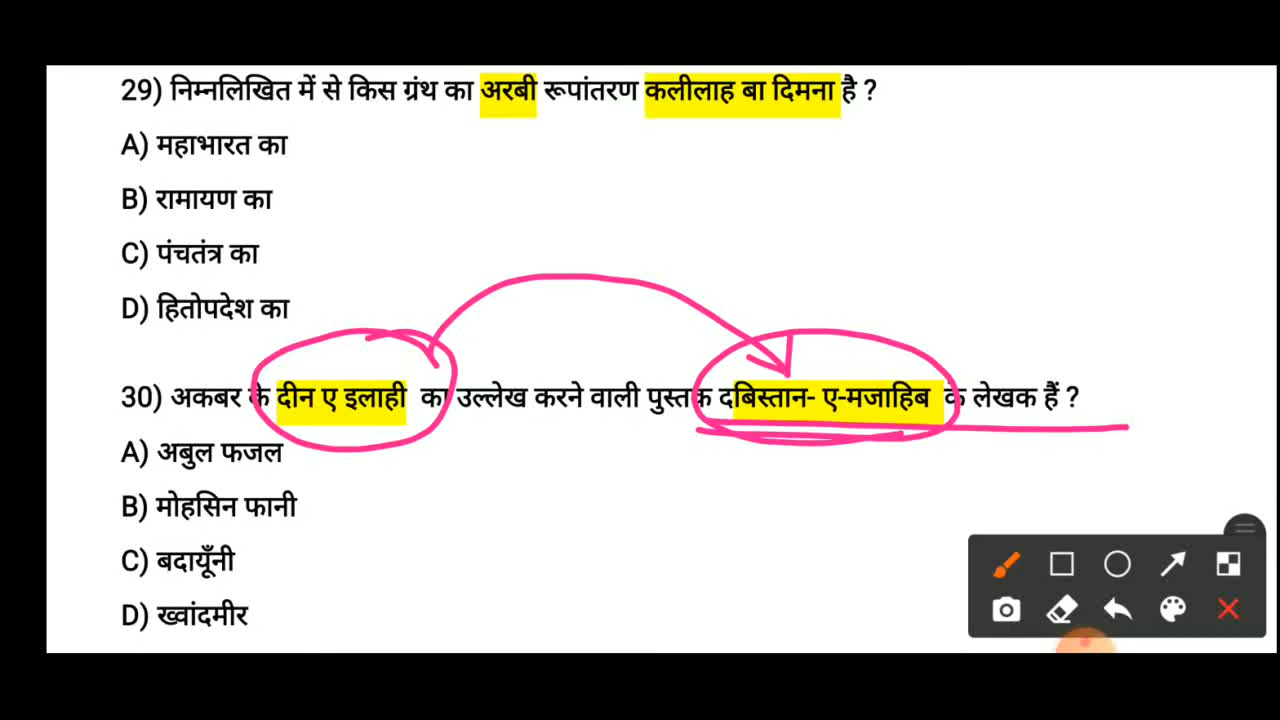 29) निम्नलिखित में से किस ग्रंथ का अरबी रूपांतरण कलीलाह बा दिमना है ?
A) महाभारत का
B) रामायण का
C) पंचतंत्र का
D) हितोपदेश का
30) अकबर के दीन ए इलाही का उल्लेख करने वाली पुस्तक दबिस्तान- ए-मजाहिब के लेखक हैं ?
A) अबुल फजल
B) मोहसिन फानी
C) बदायूँनी
D) ख्वांदमीर